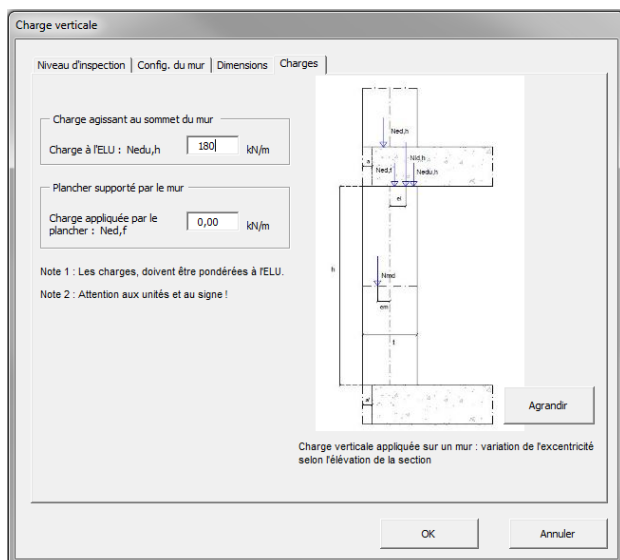 Charge verticale
Niveau d'inspection
Config. du mur
Dimensions
Charges
Charge agissant au sommet du mur
Charge à l'ELU : Nedu,h
180
kN/m
Plancher supporté par le mur
Charge appliquée par le
plancher : Ned,f
0,00
kN/m
Note 1 : Les charges, doivent être pondérées à l'ELU.
Note 2 : Attention aux unités et au signe !
Ned,h
a
Nid,h
Ned,f
Nedu,h
ei
h
Nmd
em
t
a'
Agrandir
Charge verticale appliquée sur un mur : variation de l'excentricité
selon l'élévation de la section
OK
Annuler